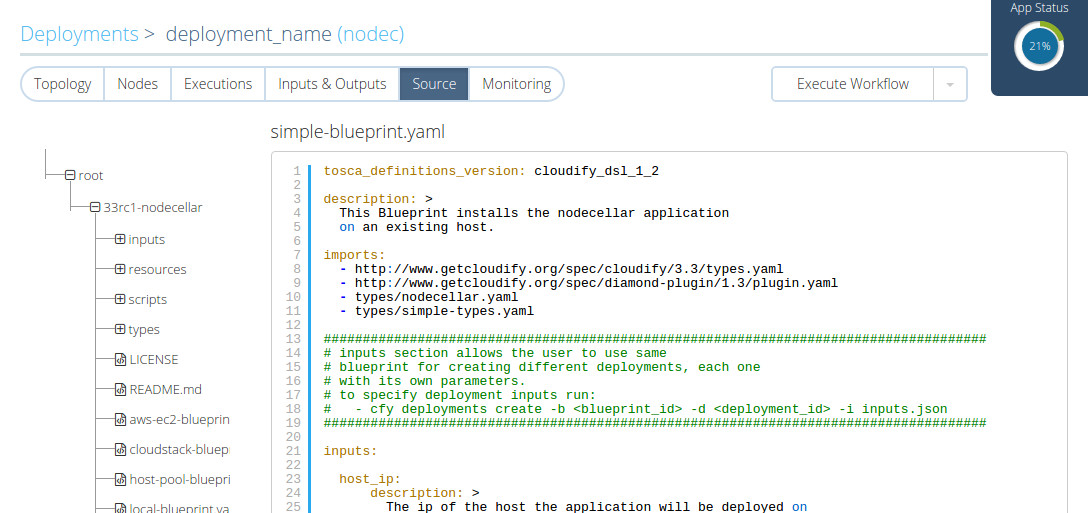 App Status
21%
Deployments > deployment_name (nodec)
Topology Nodes Executions Inputs & Outputs Source Monitoring
Execute Workflow
simple-blueprint.yaml
root
33rc1-nodecellar
inputs
resources
scripts
types
LICENSE
README.md
aws-ec2-blueprin
cloudstack-bluep
host-pool-bluepri
local-blueprint.ya
1 tosca_definitions_version: cloudify_dsl_1_2
2
3 description: >
4 This Blueprint installs the nodecellar application
5 on an existing host.
6
7 imports:
8 - http://www.getcloudify.org/spec/cloudify/3.3/types.yaml
9 - http://www.getcloudify.org/spec/diamond-plugin/1.3/plugin.yaml
10 - types/nodecellar.yaml
11 - types/simple-types.yaml
12
13 #####################################################################################
14 # inputs section allows the user to use same
15 # blueprint for creating different deployments, each one
16 # with its own parameters.
17 # to specify deployment inputs run:
18 #   - cfy deployments create -b <blueprint_id> -d <deployment_id> -i inputs.json
19 #####################################################################################
20
21 inputs:
22
23 host_ip:
24 description: >
25 The ip of the host the application will be deployed on